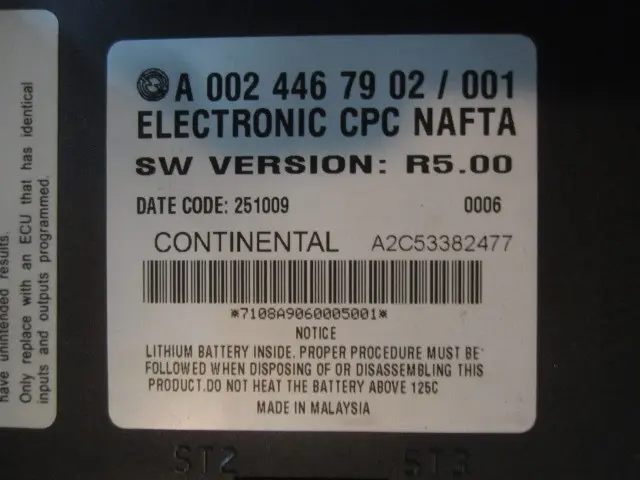 A 002 446 79 02 / 001
ELECTRONIC CPC NAFTA
SW VERSION: R5.00
DATE CODE: 251009 0006
CONTINENTAL A2C53382477
*7108A9060005001*
NOTICE
LITHIUM BATTERY INSIDE. PROPER PROCEDURE MUST BE
FOLLOWED WHEN DISPOSING OF OR DISASSEMBLING THIS
PRODUCT.DO NOT HEAT THE BATTERY ABOVE 125C
MADE IN MALAYSIA
have unintended results.
Only replace with an ECU that has identical
inputs and outputs programmed.
ST2 ST3